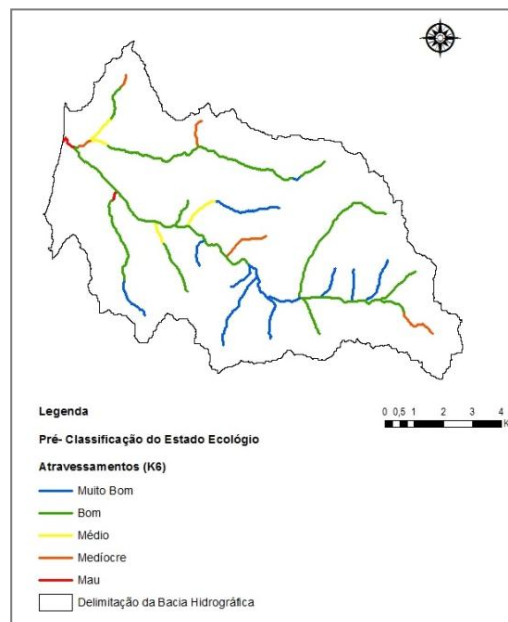 Legenda
0 0,5 1 2 3 4
K
Pré- Classificação do Estado Ecológio
Atravessamentos (K6)
Muito Bom
Bom
Médio
Medíocre
Mau
Delimitação da Bacia Hidrográfica